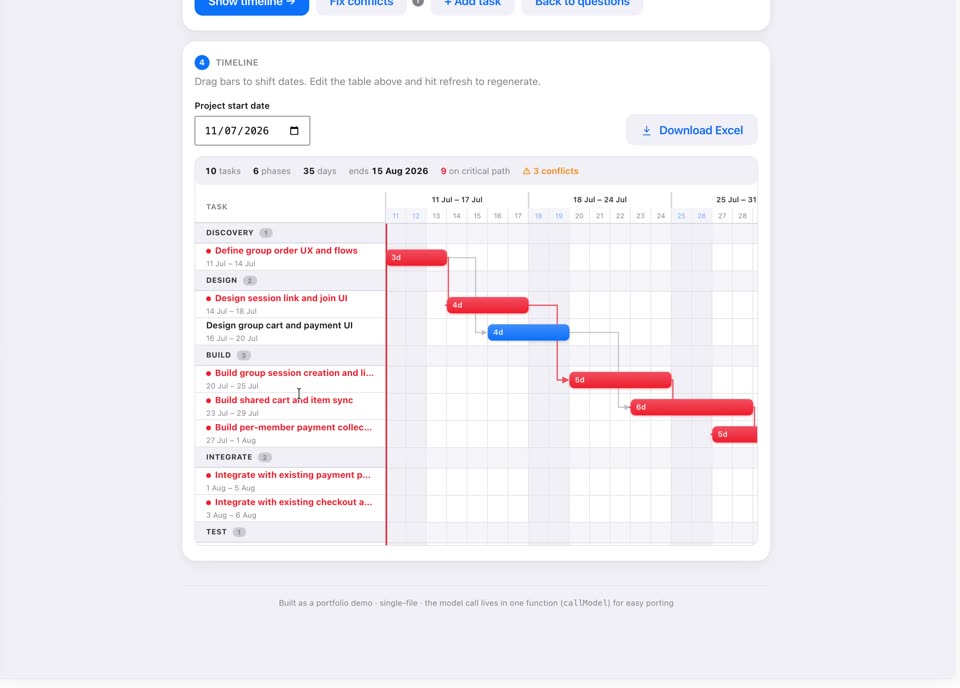 Show timeline →
Fix conflicts
+ Add task
Back to questions
4 TIMELINE
Drag bars to shift dates. Edit the table above and hit refresh to regenerate.
Project start date
11/07/2026
Download Excel
10 tasks 6 phases 35 days ends 15 Aug 2026 9 on critical path ⚠ 3 conflicts
TASK
11 Jul – 17 Jul 18 Jul – 24 Jul 25 Jul – 31
11 12 13 14 15 16 17 18 19 20 21 22 23 24 25 26 27 28
DISCOVERY 1
Define group order UX and flows
11 Jul – 14 Jul
3d
DESIGN 2
Design session link and join UI
14 Jul – 18 Jul
4d
Design group cart and payment UI
16 Jul – 20 Jul
4d
BUILD 3
Build group session creation and li...
20 Jul – 25 Jul
5d
Build shared cart and item sync
23 Jul – 29 Jul
6d
Build per-member payment collec...
27 Jul – 1 Aug
5d
INTEGRATE 2
Integrate with existing payment p...
1 Aug – 5 Aug
Integrate with existing checkout a...
3 Aug – 6 Aug
TEST 1
Built as a portfolio demo · single-file · the model call lives in one function (callModel) for easy porting